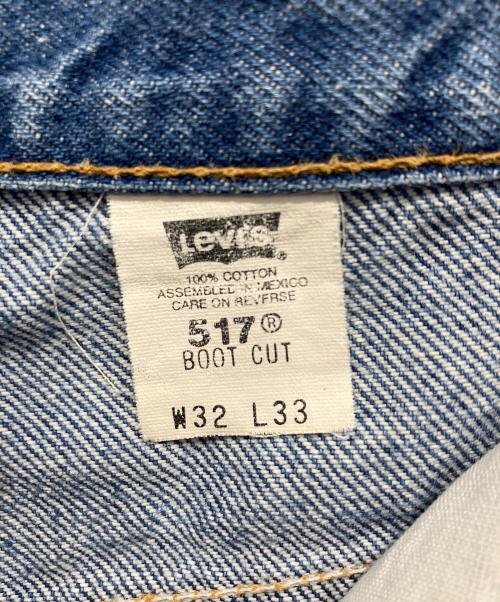 Levi's
®
100% COTTON
ASSEMBLED IN MEXICO
CARE ON REVERSE
517®
BOOT CUT
W32 L33